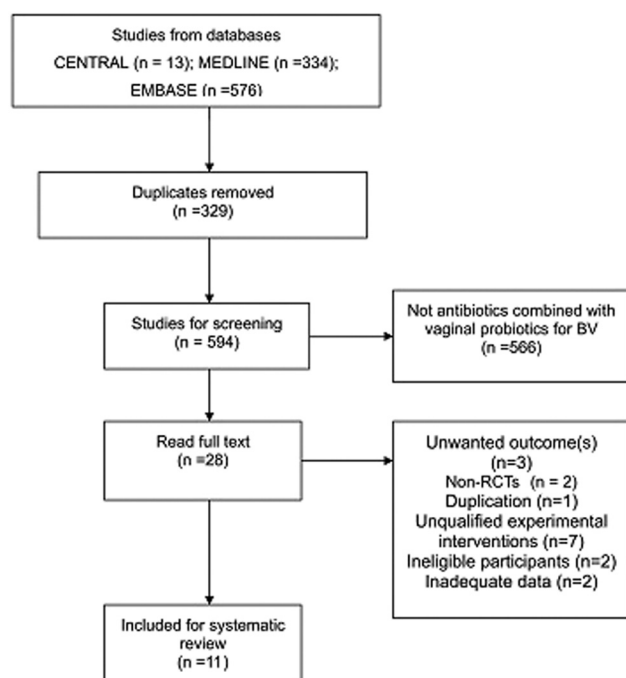 Studies from databases
CENTRAL (n = 13); MEDLINE (n =334);
EMBASE (n =576)
Duplicates removed
(n =329)
Studies for screening
(n = 594)
Not antibiotics combined with
vaginal probiotics for BV
(n =566)
Read full text
(n =28)
Unwanted outcome(s)
(n=3)
Non-RCTs (n = 2)
Duplication (n=1)
Unqualified experimental
interventions (n=7)
Ineligible participants (n=2)
Inadequate data (n=2)
Included for systematic
review
(n =11)